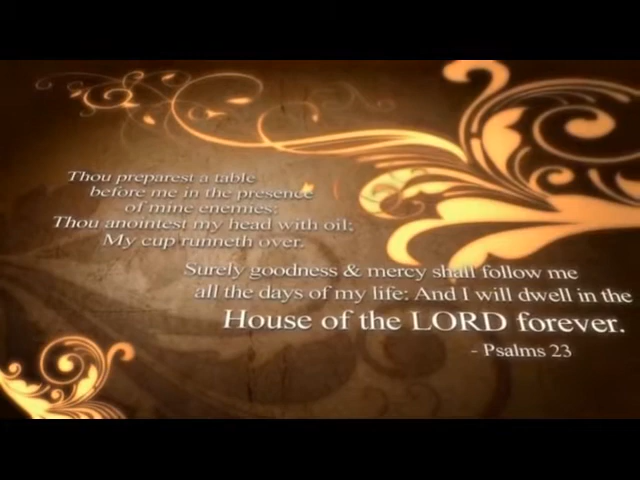 Thou preparest a table
before me in the presence
of mine enemies:
Thou anointest my head with oil;
My cup runneth over.
Surely goodness & mercy shall follow me
all the days of my life: And I will dwell in the
House of the LORD forever.
- Psalms 23